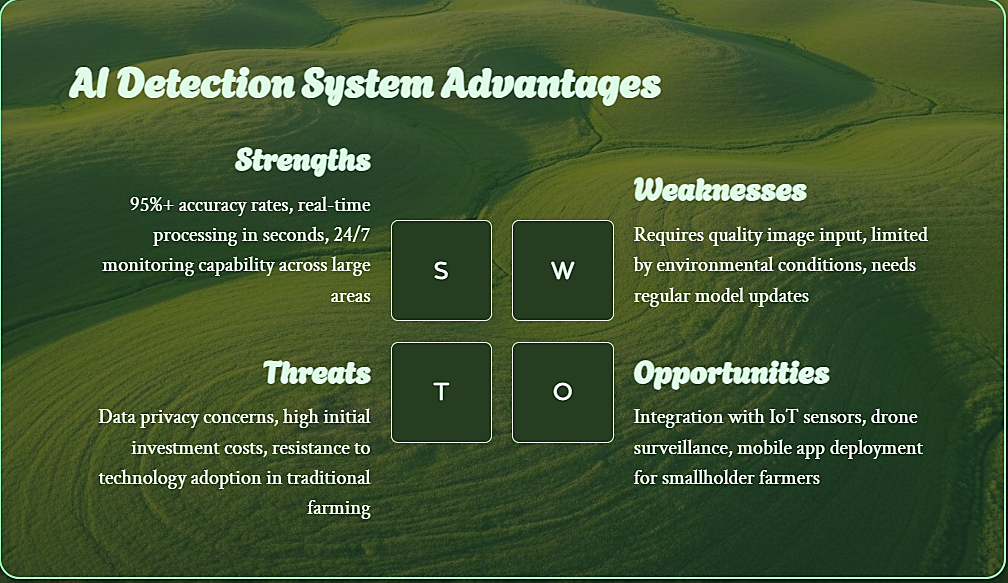 AI Detection System Advantages
Strengths
95%+ accuracy rates, real-time
processing in seconds, 24/7
monitoring capability across large
areas
Weaknesses
Requires quality image input, limited
by environmental conditions, needs
regular model updates
S
W
Threats
Data privacy concerns, high initial
investment costs, resistance to
technology adoption in traditional
farming
T
O
Opportunities
Integration with IoT sensors, drone
surveillance, mobile app deployment
for smallholder farmers